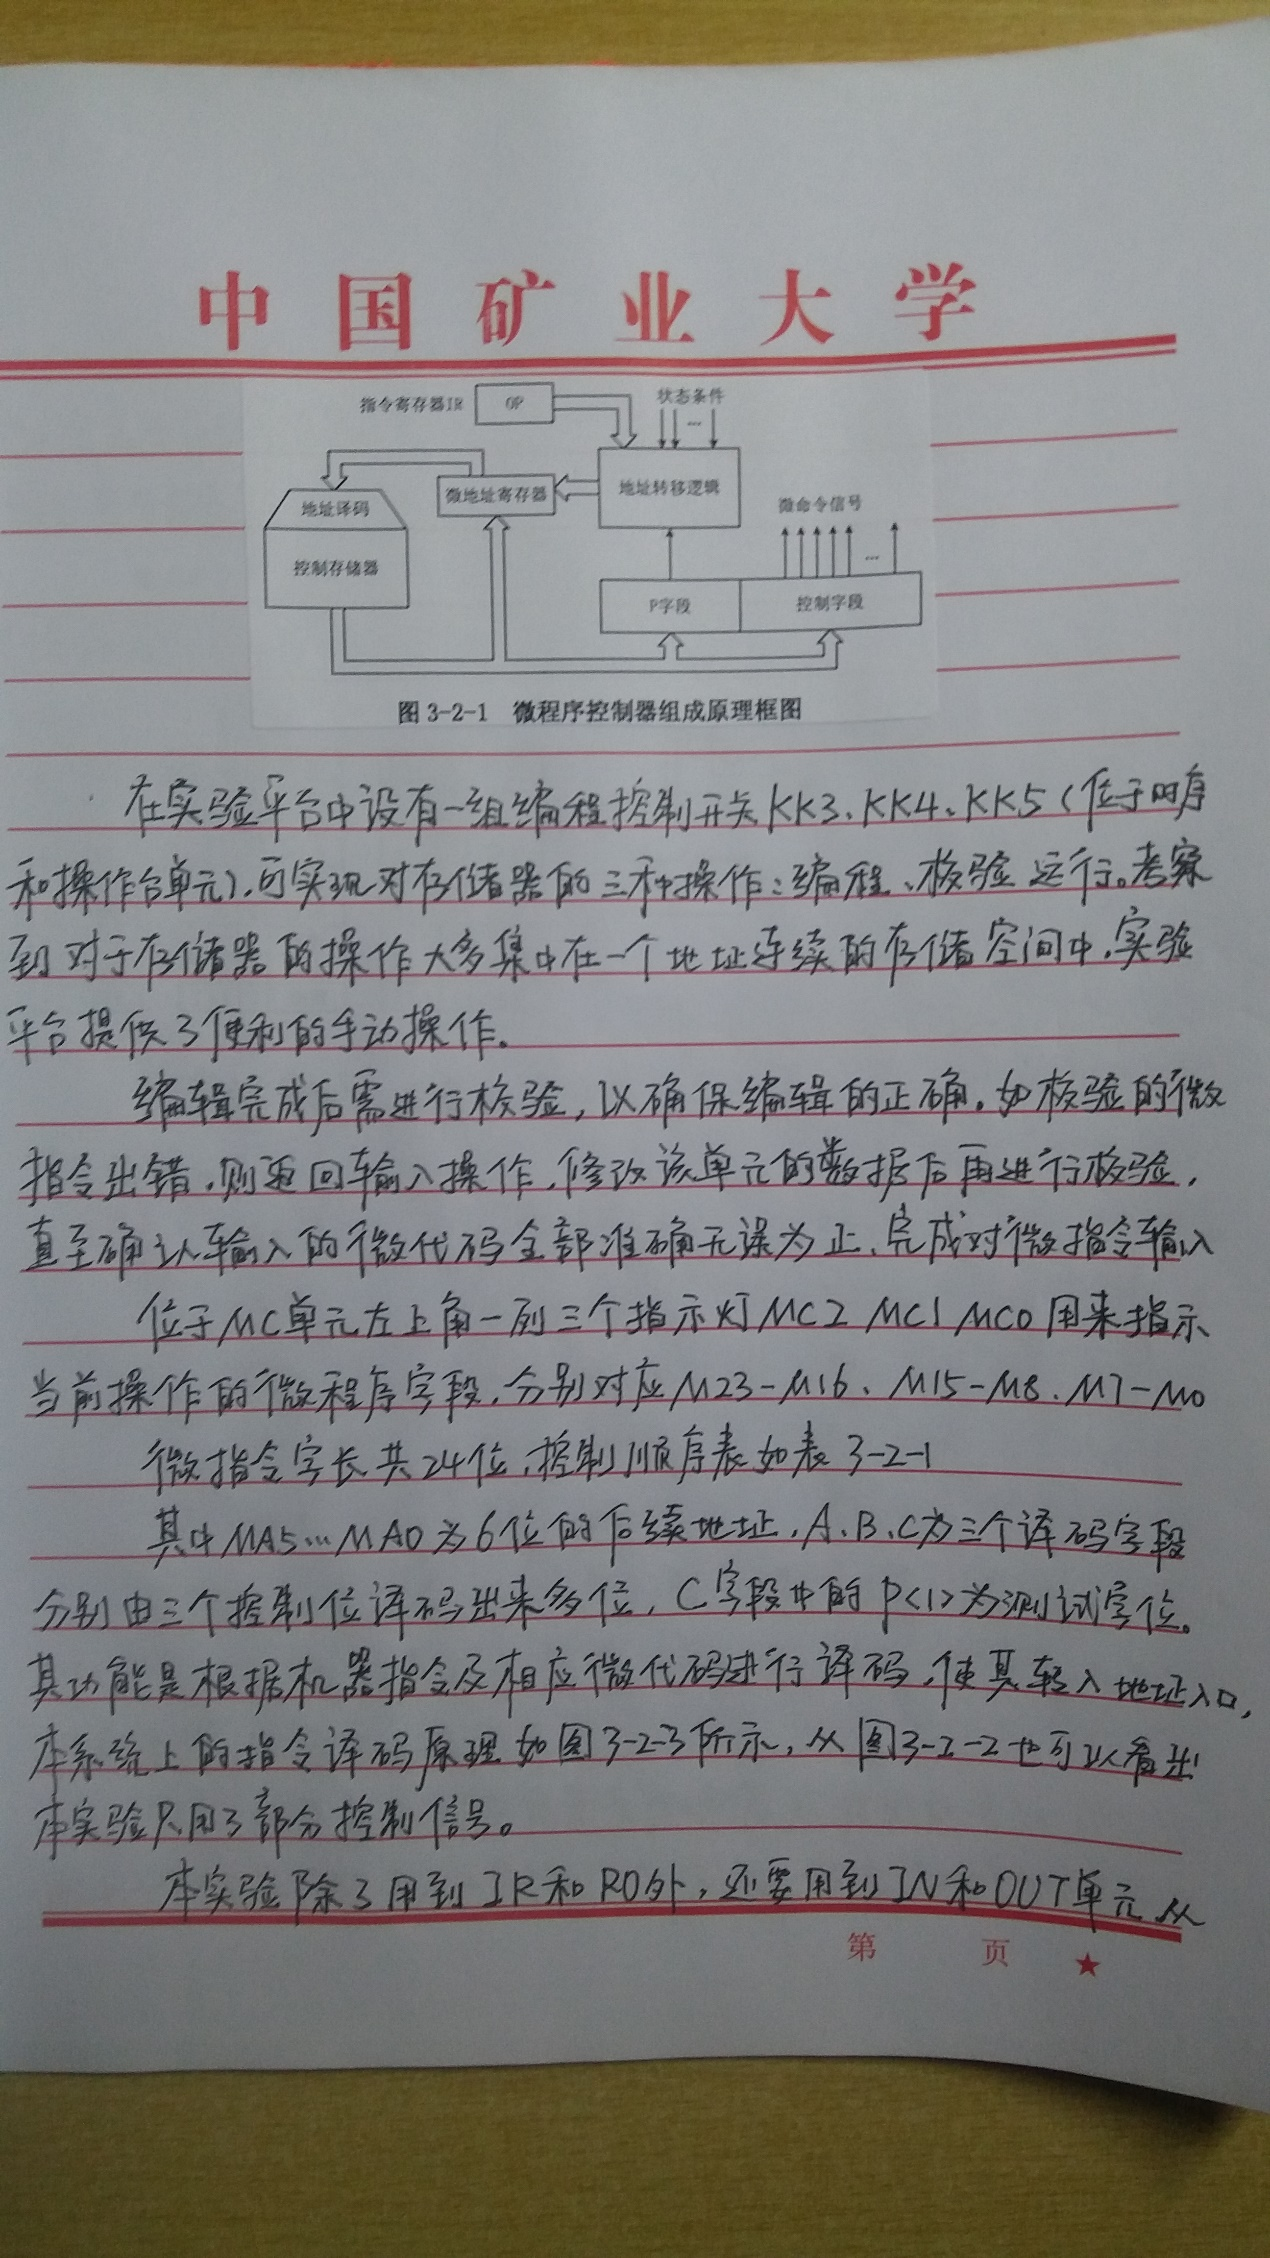 中国矿业大学
指令寄存器IR
OP
状态条件
...
地址译码
微地址寄存器
地址转移逻辑
微命令信号
控制存储器
...
P字段
控制字段
图3-2-1 微程序控制器组成原理框图
在实验平台中设有一组编程控制开关KK3、KK4、KK5(位于时序
和操作台单元),可实现对存储器的三种操作:编程、校验 运行。考察
到对于存储器的操作大多集中在一个地址连续的存储空间中,实验
平台提供了便利的手动操作。
编辑完成后需进行校验,以确保编辑的正确。如校验的微
指令出错,则返回输入操作,修改该单元的数据后再进行校验,
直至确认输入的微代码全部准确无误为止、完成对微指令输入
位于MC单元左上角一列三个指示灯MC2 MC1 MC0用来指示
当前操作的微程序字段,分别对应M23-M16、M15-M8、M7-M0
微指令字长共24位,控制顺序表如表3-2-1
其中MA5...MA0为6位的后续地址,A、B、C为三个译码字段
分别由三个控制位译码出来多位,C字段中的P<1>为测试字位。
其功能是根据机器指令及相应微代码进行译码,使其转入地址入口,
本系统上的指令译码原理如图3-2-3所示,从图3-2-2也可以看出
本实验只用了部分控制信号。
本实验除了用到IR和R0外,还要用到IN和OUT单元从
第 页 ★